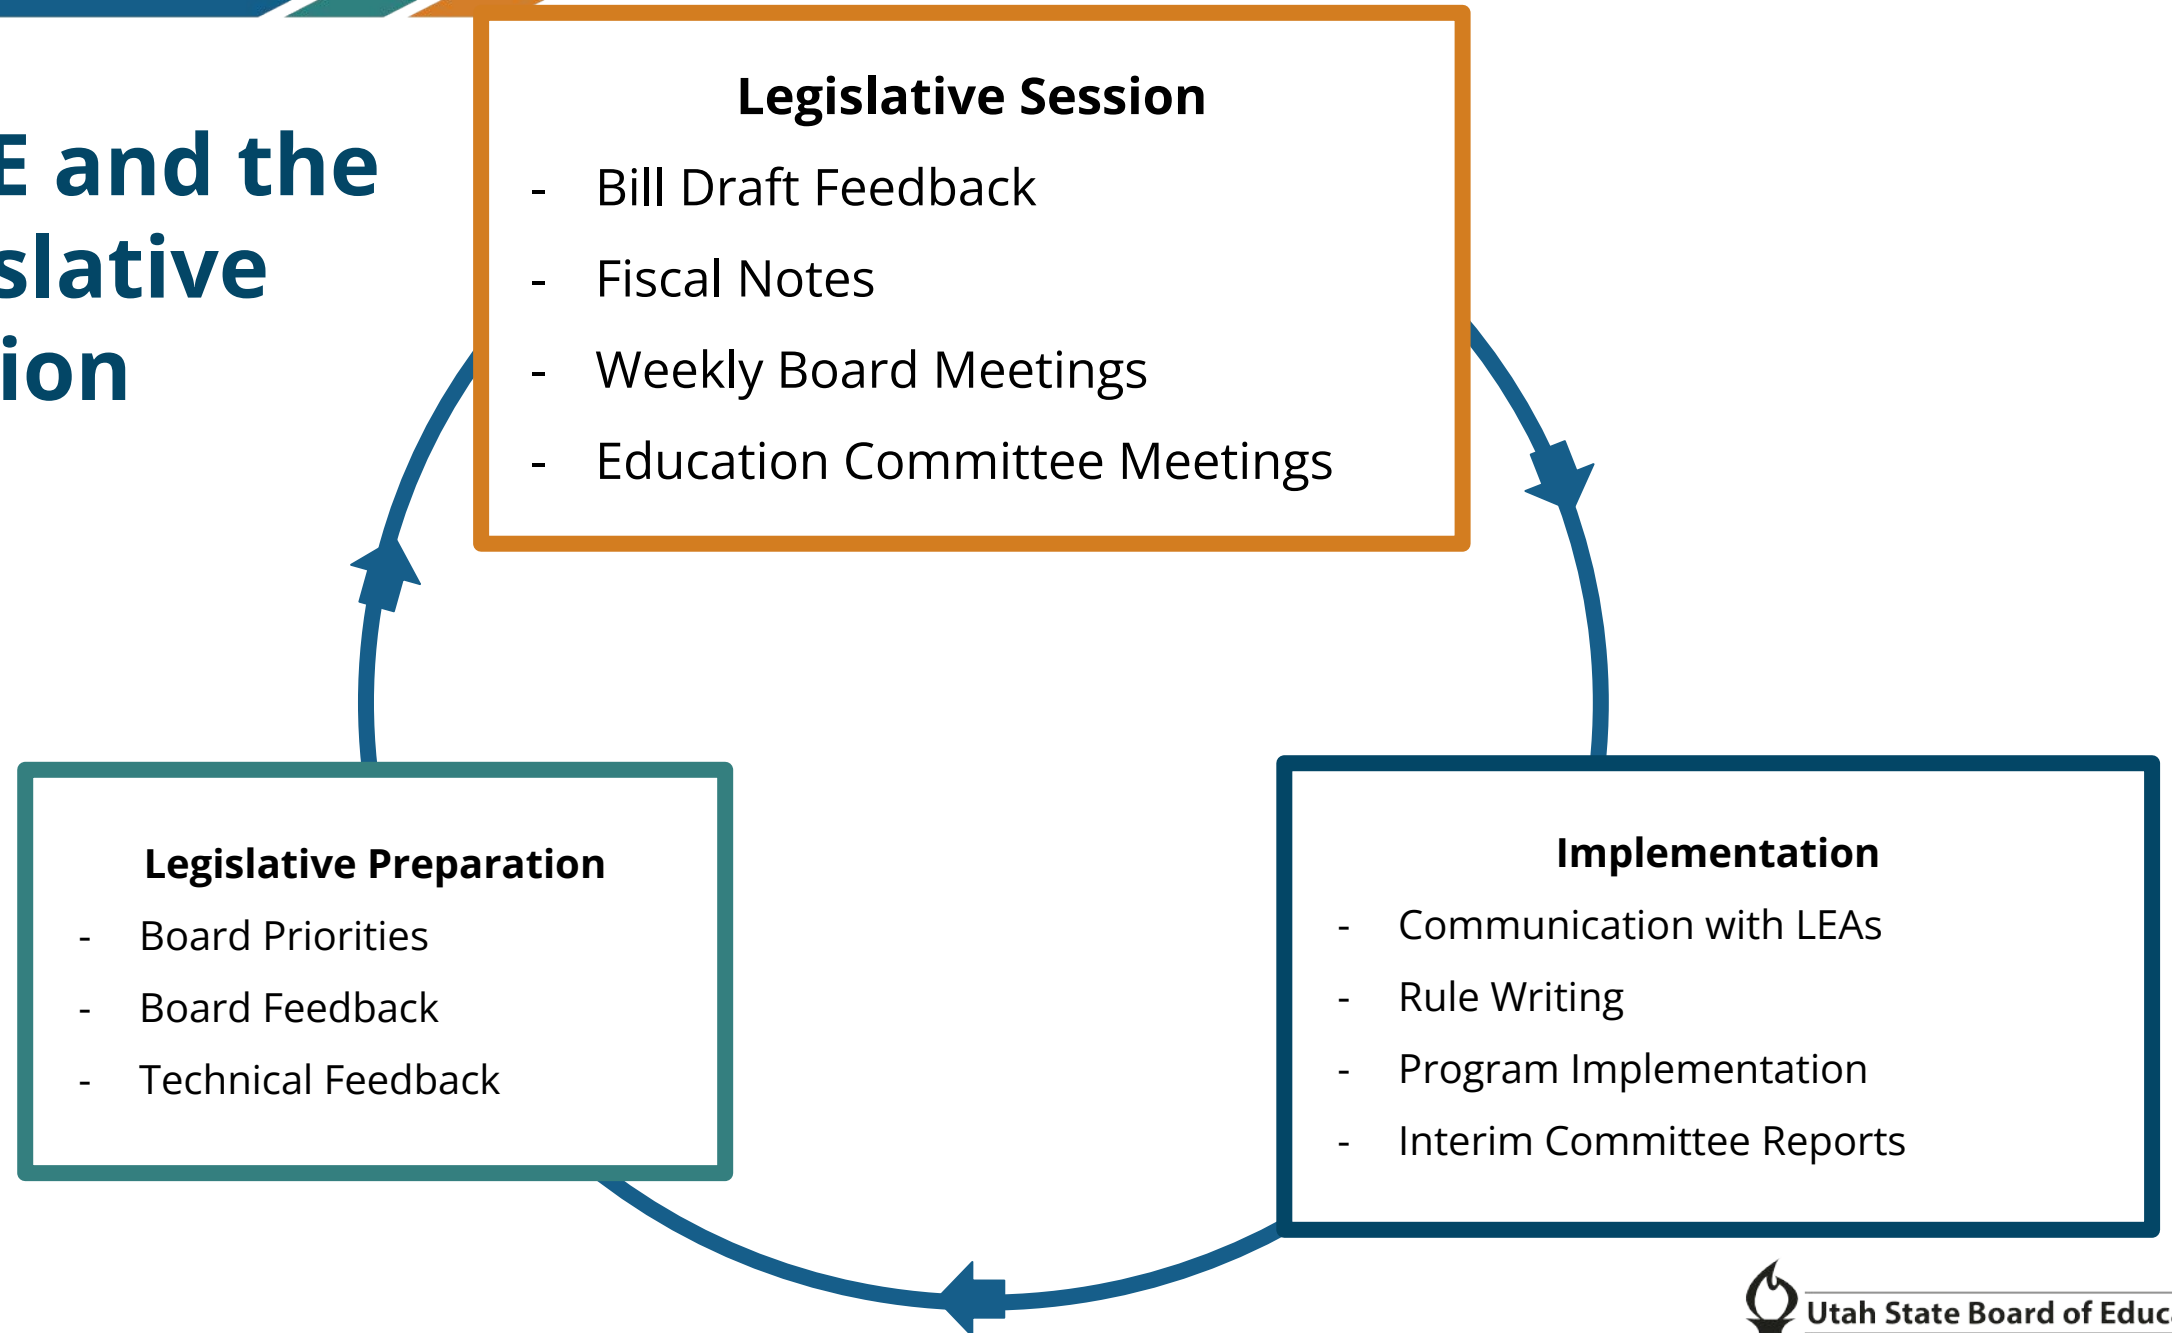 E and the
slative
ion
Legislative Session
- Bill Draft Feedback
- Fiscal Notes
- Weekly Board Meetings
- Education Committee Meetings
Legislative Preparation
- Board Priorities
- Board Feedback
- Technical Feedback
Implementation
- Communication with LEAs
- Rule Writing
- Program Implementation
- Interim Committee Reports
Utah State Board of Educ